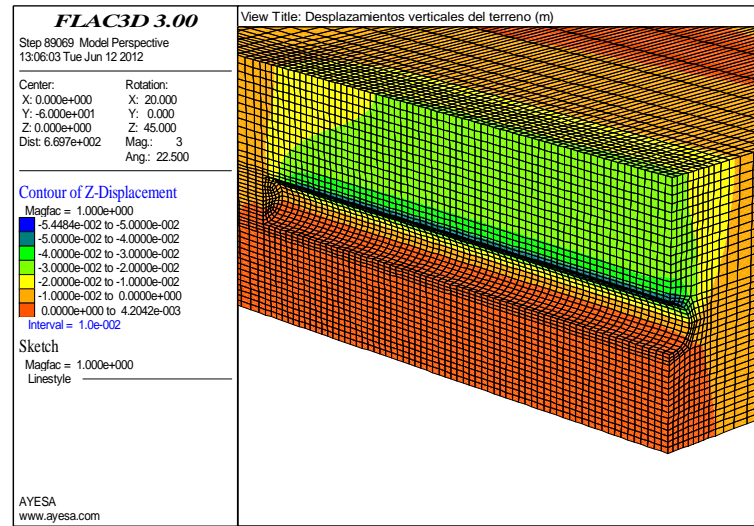 FLAC3D 3.00
Step 89069 Model Perspective
13:06:03 Tue Jun 12 2012
Center:
X: 0.000e+000
Y: -6.000e+001
Z: 0.000e+000
Dist: 6.697e+002
Rotation:
X: 20.000
Y: 0.000
Z: 45.000
Mag.: 3
Ang.: 22.500
Contour of Z-Displacement
Magfac = 1.000e+000
-5.4484e-002 to -5.0000e-002
-5.0000e-002 to -4.0000e-002
-4.0000e-002 to -3.0000e-002
-3.0000e-002 to -2.0000e-002
-2.0000e-002 to -1.0000e-002
-1.0000e-002 to 0.0000e+000
0.0000e+000 to 4.2042e-003
Interval = 1.0e-002
Sketch
Magfac = 1.000e+000
Linestyle
AYESA
www.ayesa.com
View Title: Desplazamientos verticales del terreno (m)